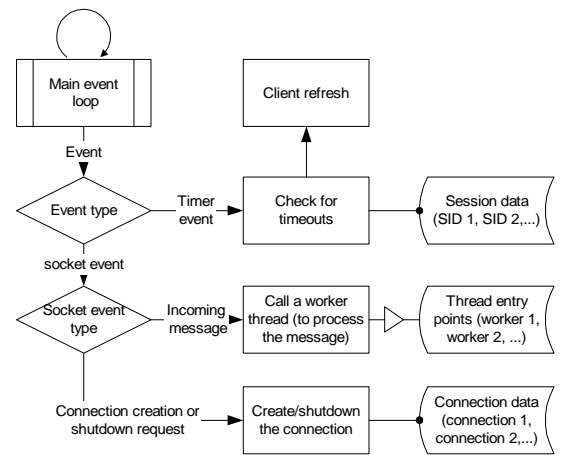 Main event
loop
Client refresh
Event
Event type
Timer
event
Check for
timeouts
Session data
(SID 1, SID 2,...)
socket event
Socket event
type
Incoming
message
Call a worker
thread (to process
the message)
Thread entry
points (worker 1,
worker 2, ...)
Connection creation or
shutdown request
Create/shutdown
the connection
Connection data
(connection 1,
connection 2,...)